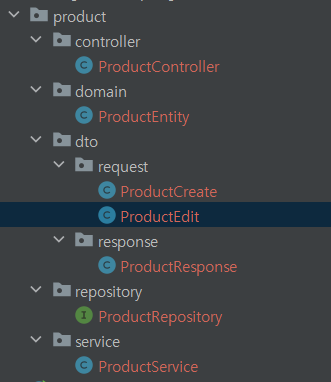 product
controller
C ProductController
domain
C ProductEntity
dto
request
C ProductCreate
C ProductEdit
response
C ProductResponse
repository
I ProductRepository
service
C ProductService